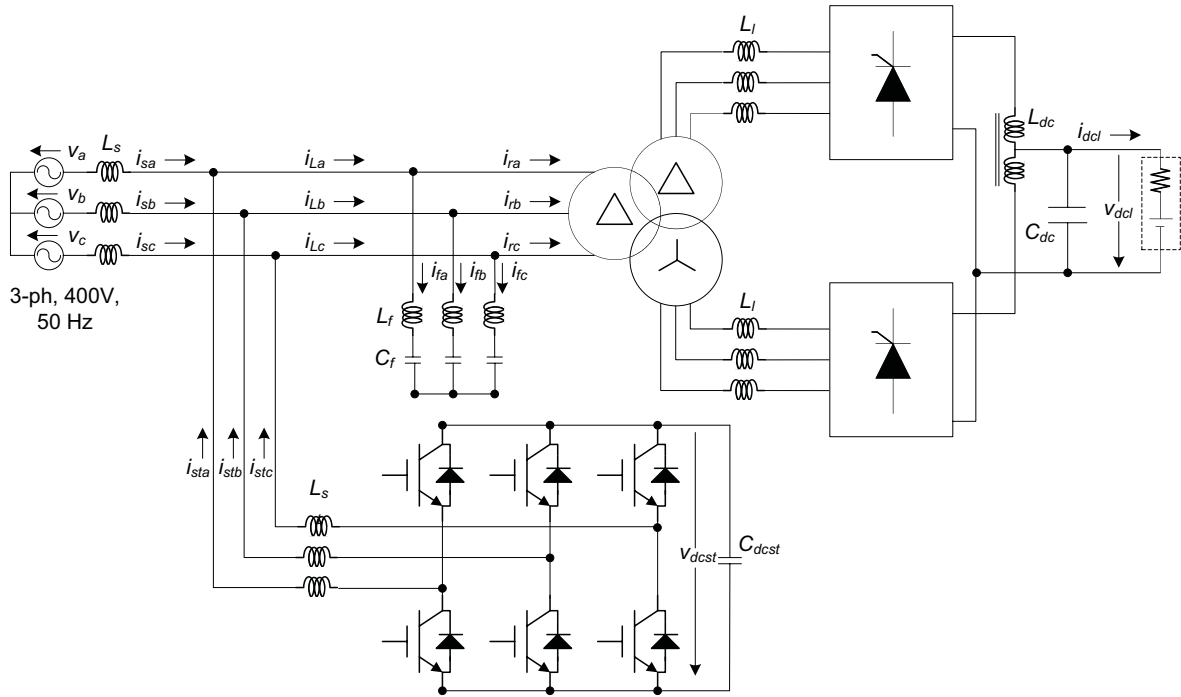 L_l
L_dc
i_dcl
v_a
L_s
i_sa
i_La
i_ra
v_b
i_sb
i_Lb
i_rb
v_dcl
C_dc
v_c
i_sc
i_Lc
i_rc
i_fa
i_fb
i_fc
3-ph, 400V,
50 Hz
L_f
L_l
C_f
i_sta
i_stb
i_stc
L_s
v_dcst
C_dcst